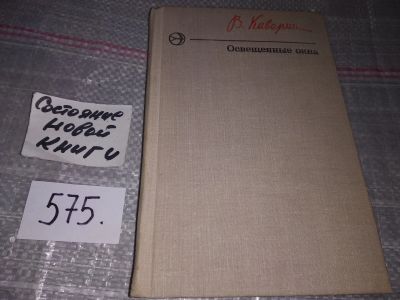 В. Каверин
Освещенные окна
Состояние
новой
книги
575.